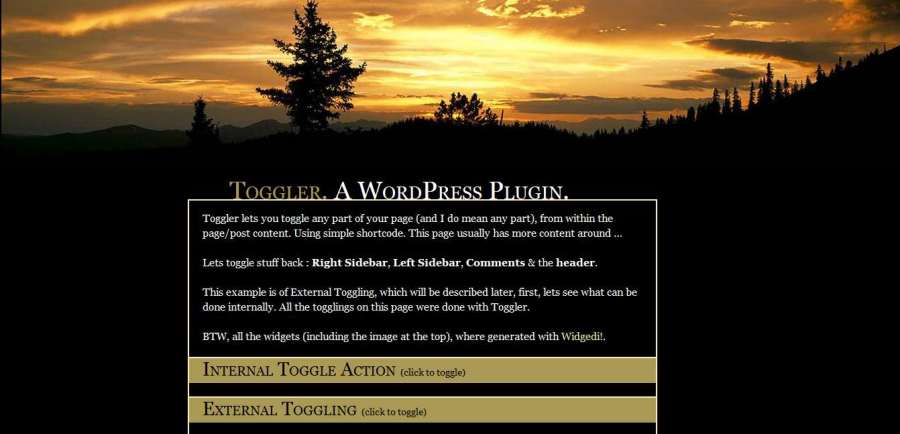 Toggler. A WordPress Plugin.
Toggler lets you toggle any part of your page (and I do mean any part), from within the
page/post content. Using simple shortcode. This page usually has more content around ...
Lets toggle stuff back : Right Sidebar, Left Sidebar, Comments & the header.
This example is of External Toggling, which will be described later, first, lets see what can be
done internally. All the togglings on this page were done with Toggler.
BTW, all the widgets (including the image at the top), where generated with Widgedi!.
Internal Toggle Action (click to toggle)
External Toggling (click to toggle)